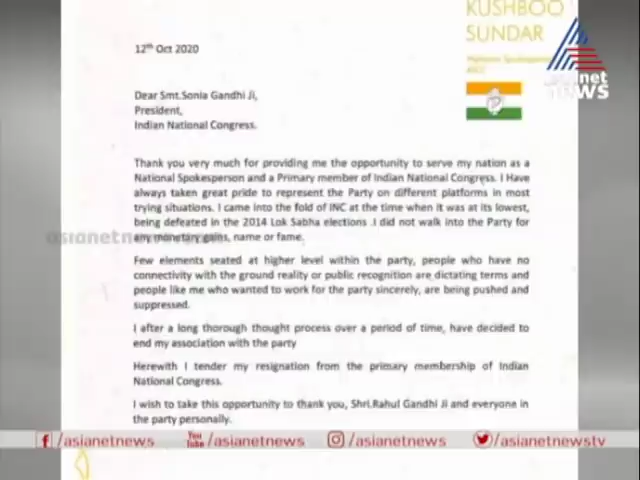 KUSHBOO
SUNDAR
12th Oct 2020
Dear Smt.Sonia Gandhi Ji,
President,
Indian National Congress.
Thank you very much for providing me the opportunity to serve my nation as a
National Spokesperson and a Primary member of Indian National Congress. I Have
always taken great pride to represent the Party on different platforms in most
trying situations. I came into the fold of INC at the time when it was at its lowest,
being defeated in the 2014 Lok Sabha elections .I did not walk into the Party for
any monetary gains, name or fame.
Few elements seated at higher level within the party, people who have no
connectivity with the ground reality or public recognition are dictating terms and
people like me who wanted to work for the party sincerely, are being pushed and
suppressed.
I after a long thorough thought process over a period of time, have decided to
end my association with the party
Herewith I tender my resignation from the primary membership of Indian
National Congress.
I wish to take this opportunity to thank you, Shri.Rahul Gandhi Ji and everyone in
the party personally.
asianet
NEWS
asianetnews
f /asianetnews You Tube /asianetnews /asianetnews /asianetnewstv